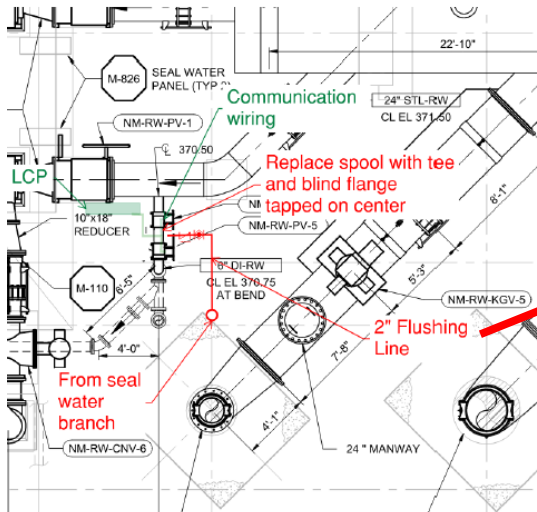 22'-10"
M-826
SEAL WATER
PANEL (TYP
Communication
wiring
24" STL-RW
CL EL 371.50
NM-RW-PV-1
℄ 370.50
Replace spool with tee
and blind flange
tapped on center
LCP
10"x18"
REDUCER
NM-RW-PV-5
6'-1"
8" DI-RW
CL EL 370.75
AT BEND
M-110
6'-5"
5'-3"
NM-RW-KGV-5
2" Flushing
Line
4'-0"
7'-8"
From seal
water
branch
4'-1"
NM-RW-CNV-6
24 " MANWAY